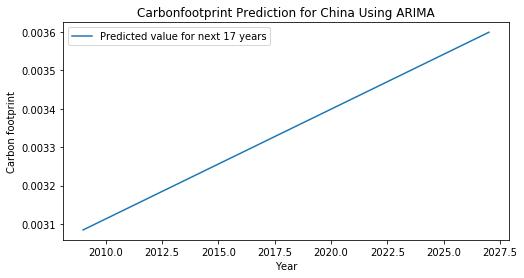 Carbonfootprint Prediction for China Using ARIMA
Predicted value for next 17 years
Carbon footprint
0.0036
0.0035
0.0034
0.0033
0.0032
0.0031
2010.0 2012.5 2015.0 2017.5 2020.0 2022.5 2025.0 2027.5
Year